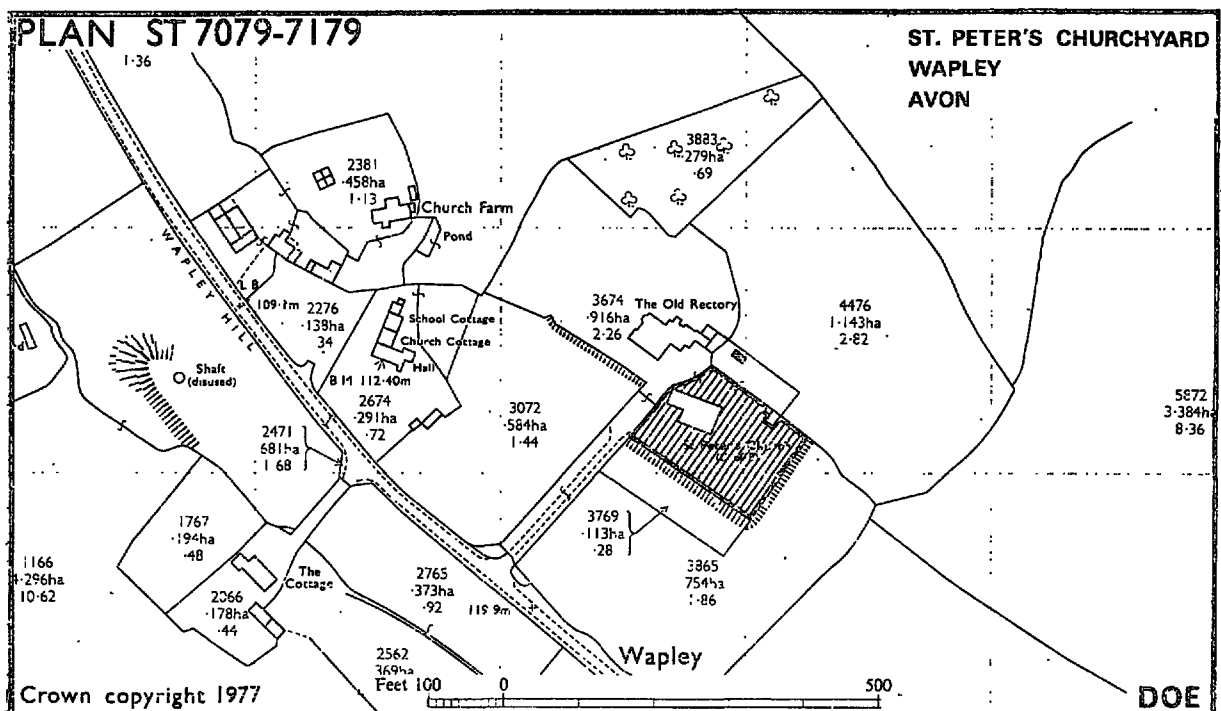 PLAN ST 7079-7179
ST. PETER'S CHURCHYARD
WAPLEY
AVON
1·36
3883
·279ha
·69
2381
·458ha
1·13
Church Farm
Pond
WAPLEY HILL
L B
109·1m
2276
·138ha
34
School Cottage
Church Cottage
Hall
B M 112·40m
2674
·291ha
·72
3674
·916ha
2·26
The Old Rectory
4476
1·143ha
2·82
Shaft
(disused)
5872
3·384ha
8·36
3072
·584ha
1·44
2471
681ha
1 68
St Peter's Church
3769
·113ha
·28
1767
·194ha
·48
3865
754ha
1·86
1166
4·296ha
10·62
The
Cottage
2066
·178ha
·44
2765
·373ha
·92
2562
369ha
Wapley
Crown copyright 1977
Feet 100 0 500
DOE